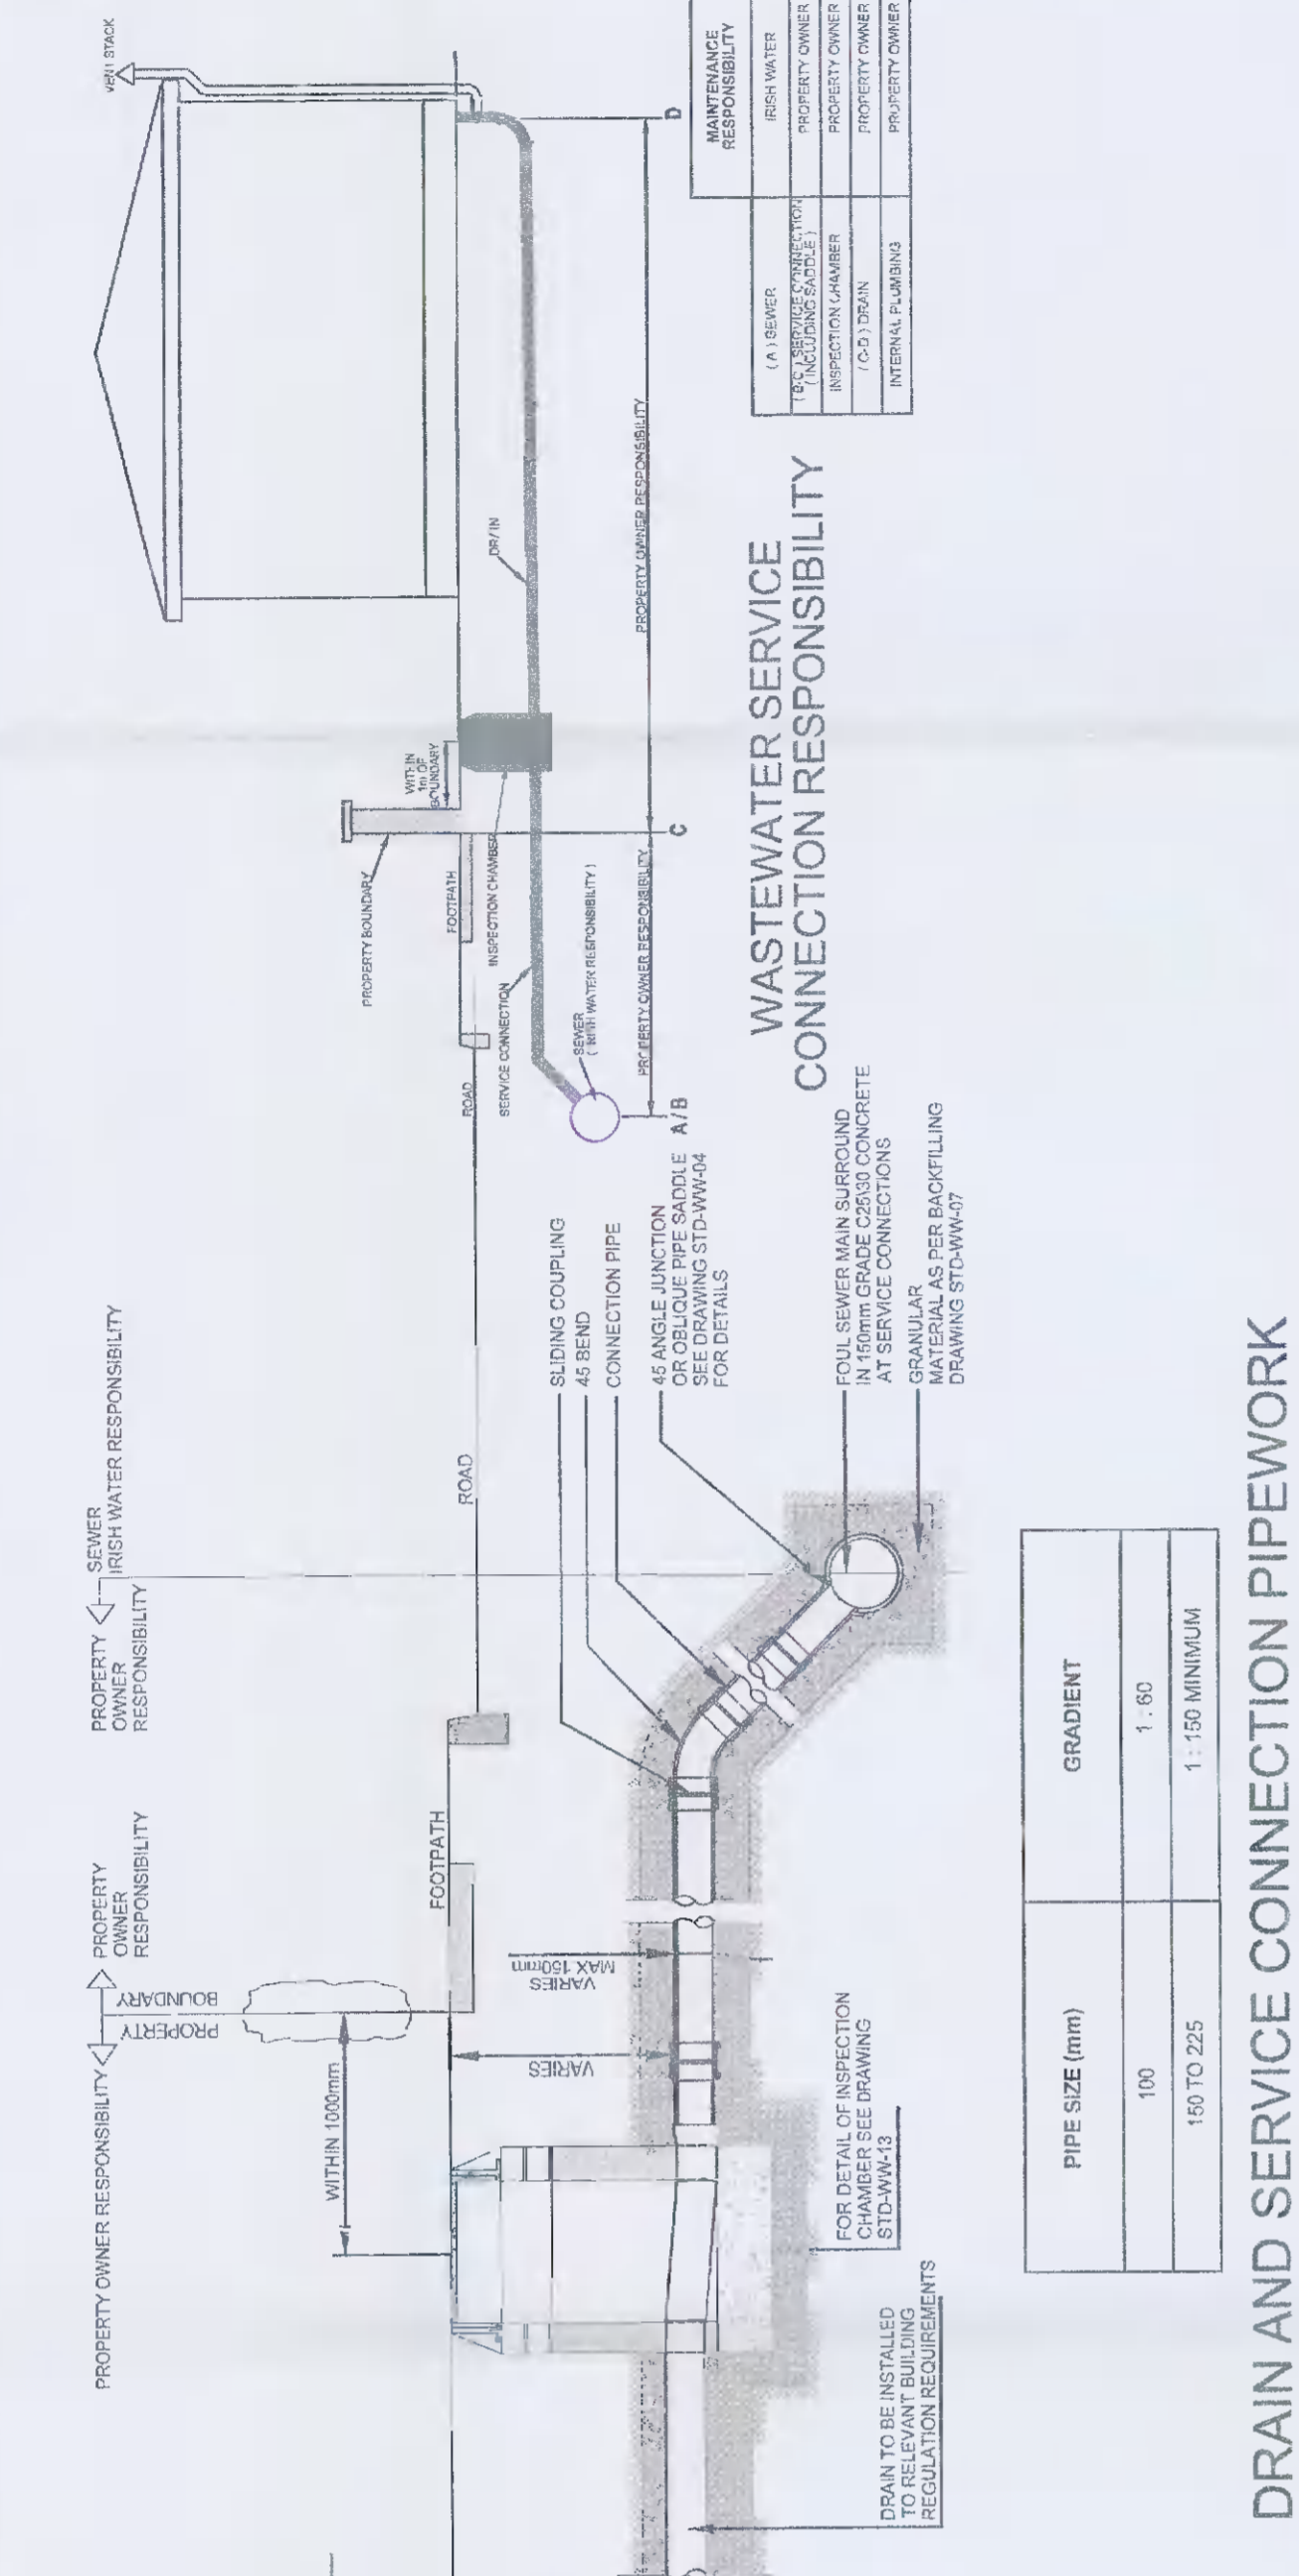 PROPERTY OWNER RESPONSIBILITY
PROPERTY
OWNER
RESPONSIBILITY
PROPERTY
BOUNDARY
PROPERTY
OWNER
RESPONSIBILITY
SEWER
IRISH WATER RESPONSIBILITY
WITHIN 1000mm
FOOTPATH
ROAD
VARIES
VARIES
MAX 150mm
SLIDING COUPLING
45 BEND
CONNECTION PIPE
45 ANGLE JUNCTION
OR OBLIQUE PIPE SADDLE
SEE DRAWING STD-WW-04
FOR DETAILS
FOUL SEWER MAIN SURROUND
IN 150mm GRADE C25\30 CONCRETE
AT SERVICE CONNECTIONS
GRANULAR
MATERIAL AS PER BACKFILLING
DRAWING STD-WW-07
FOR DETAIL OF INSPECTION
CHAMBER SEE DRAWING
STD-WW-13
DRAIN TO BE INSTALLED
TO RELEVANT BUILDING
REGULATION REQUIREMENTS
PIPE SIZE (mm) GRADIENT
100 1 : 60
150 TO 225 1 : 150 MINIMUM
DRAIN AND SERVICE CONNECTION PIPEWORK
VENT STACK
PROPERTY BOUNDARY
WITHIN
1m OF
BOUNDARY
FOOTPATH
ROAD
INSPECTION CHAMBER
SERVICE CONNECTION
DRAIN
SEWER
( IRISH WATER RESPONSIBILITY )
PROPERTY OWNER RESPONSIBILITY
PROPERTY OWNER RESPONSIBILITY
A / B
C
D
WASTEWATER SERVICE
CONNECTION RESPONSIBILITY
MAINTENANCE
RESPONSIBILITY
( A ) SEWER IRISH WATER
( B-C ) SERVICE CONNECTION
( INCLUDING SADDLE ) PROPERTY OWNER
INSPECTION CHAMBER PROPERTY OWNER
( C-D ) DRAIN PROPERTY OWNER
INTERNAL PLUMBING PROPERTY OWNER